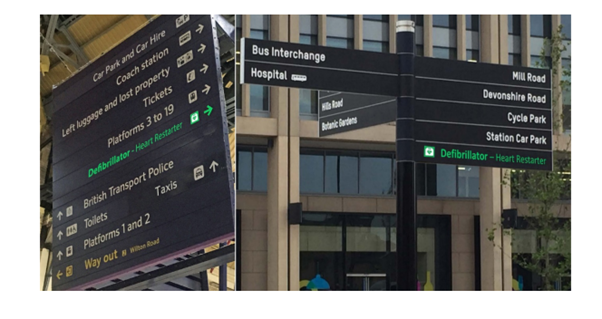 Car Park and Car Hire
Coach station
Left luggage and lost property
Tickets
Platforms 3 to 19
Defibrillator - Heart Restarter
British Transport Police
Taxis
Toilets
Platforms 1 and 2
Way out Wilton Road
Bus Interchange
Hospital
Hills Road
Botanic Gardens
Mill Road
Devonshire Road
Cycle Park
Station Car Park
Defibrillator – Heart Restarter